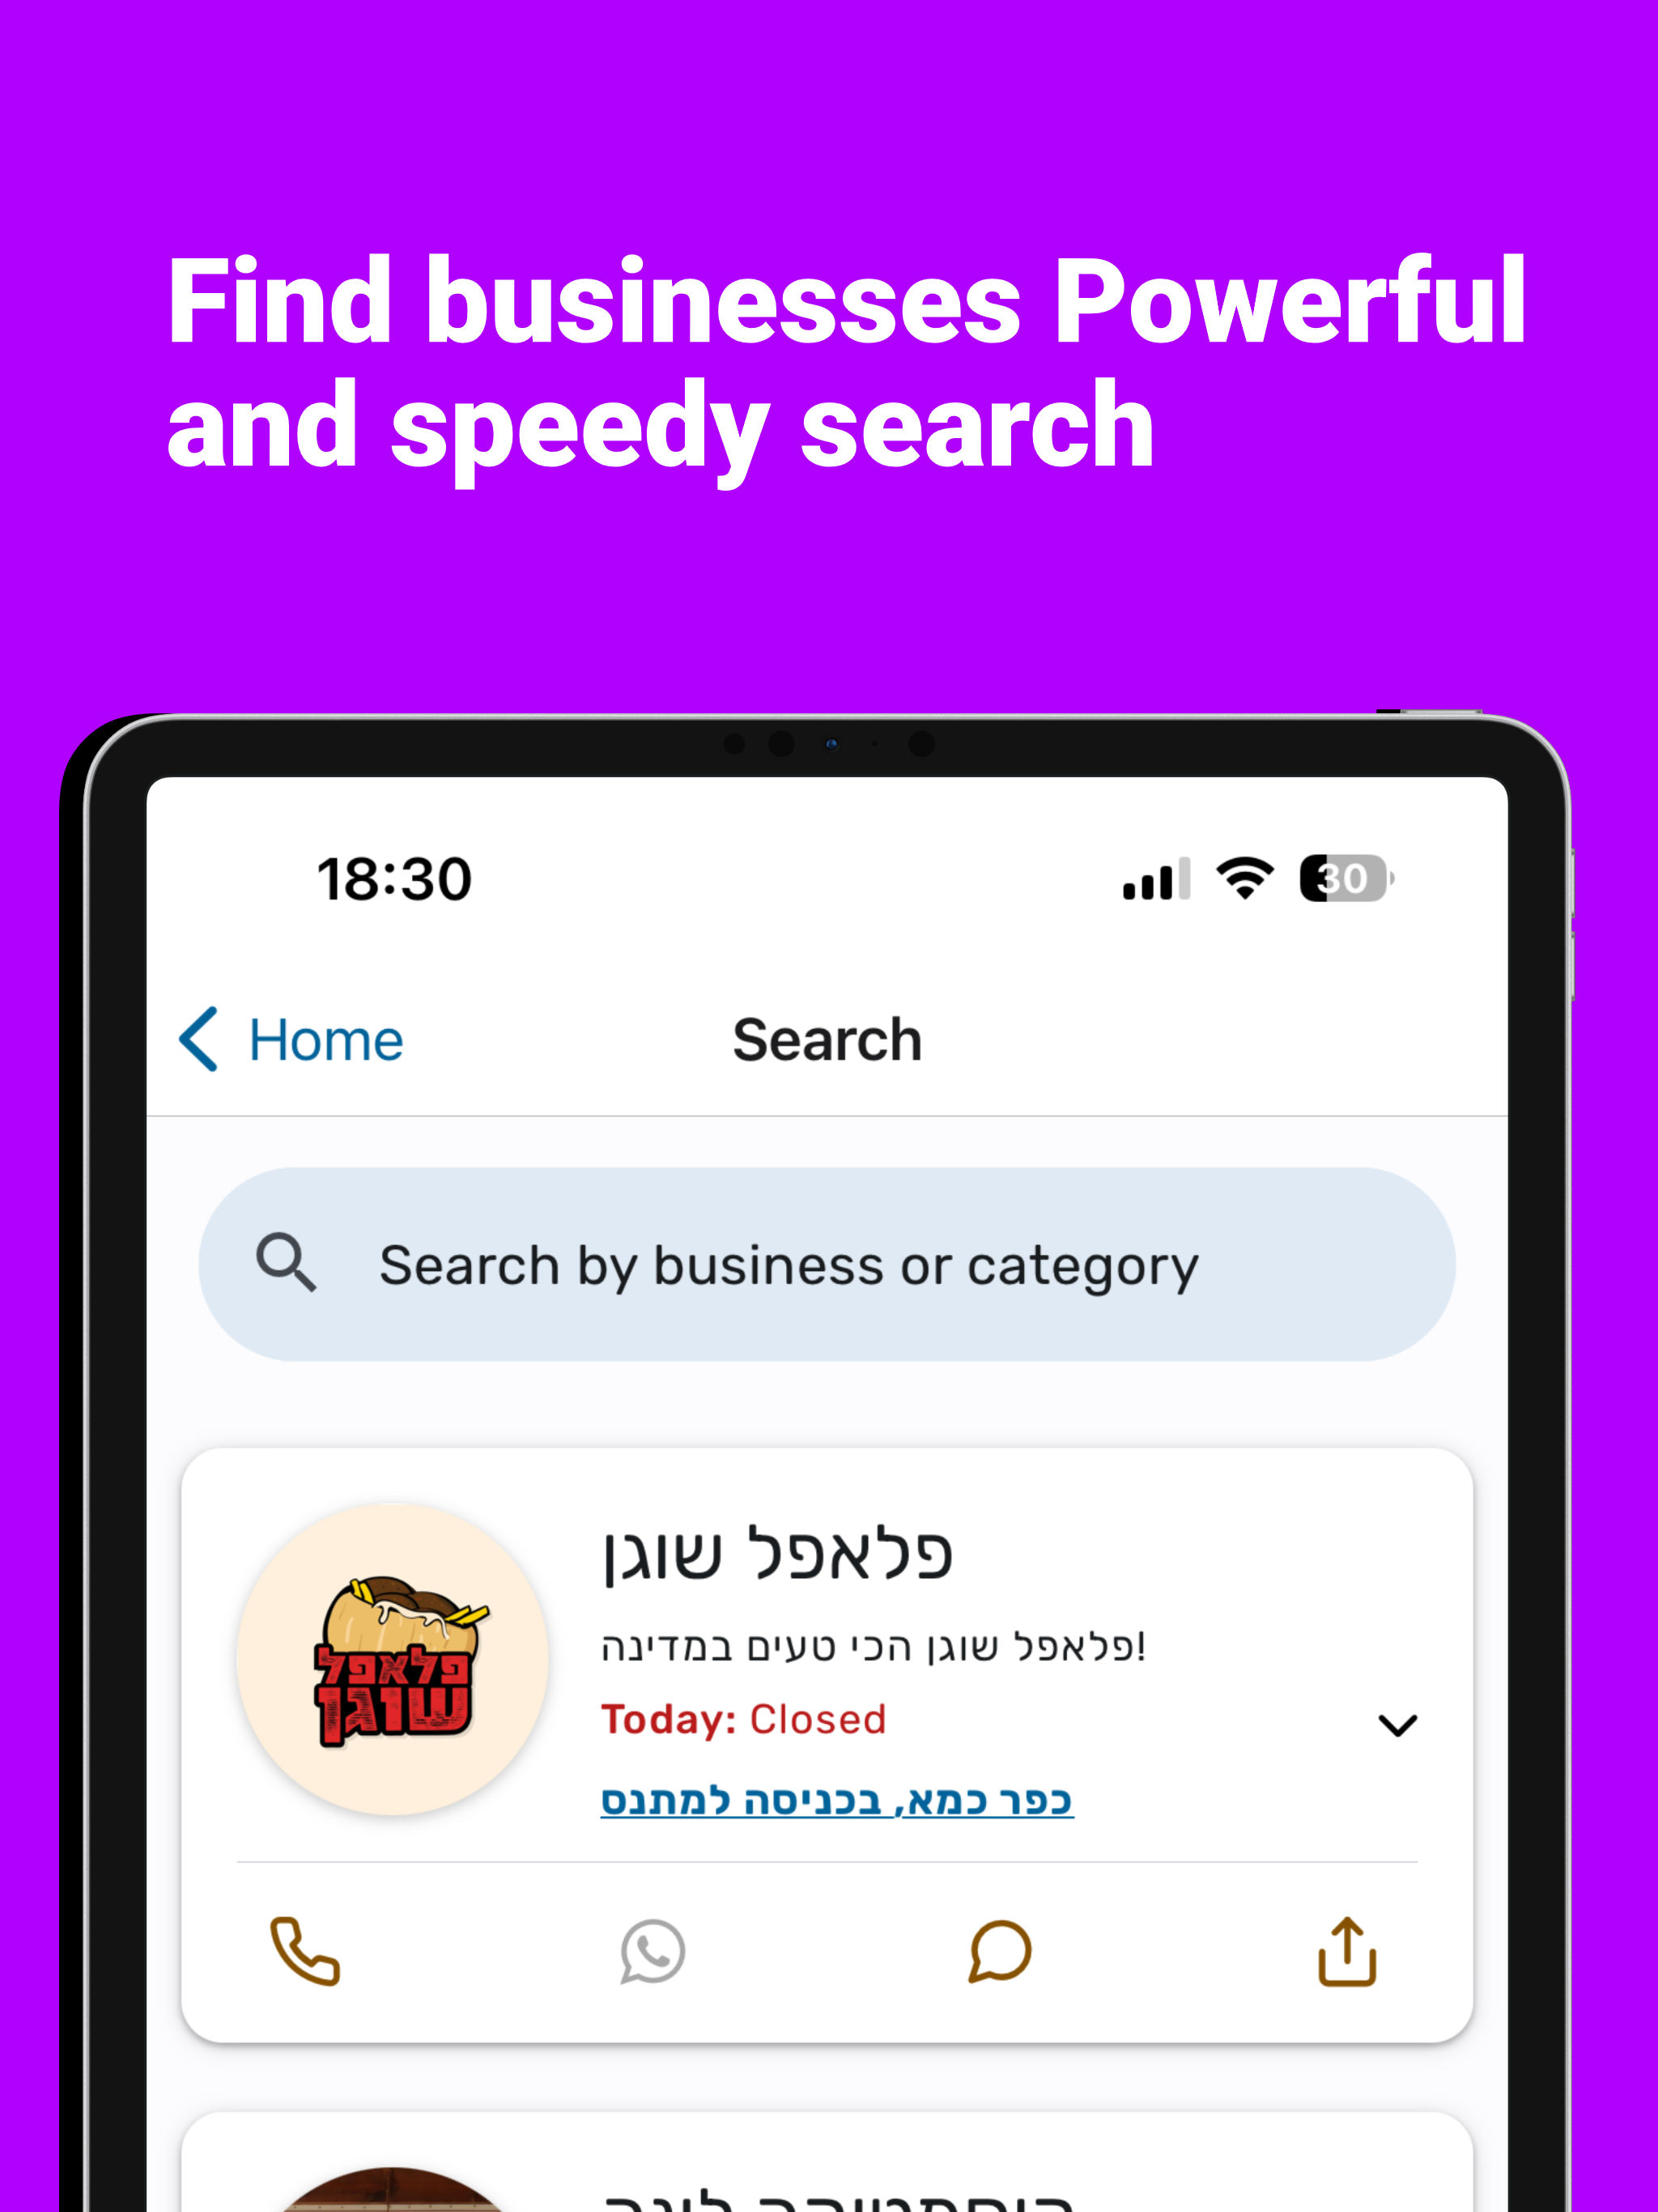 Find businesses Powerful
and speedy search
18:30
30
Home
Search
Search by business or category
פלאפל שוגן
פלאפל
שוגן
פלאפל שוגן הכי טעים במדינה!
Today: Closed
כפר כמא, בכניסה למתנס